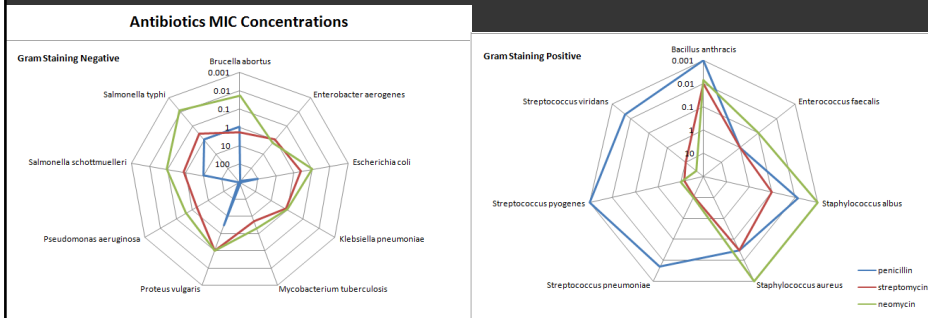 Antibiotics MIC Concentrations
Gram Staining Negative
Brucella abortus
Enterobacter aerogenes
Escherichia coli
Klebsiella pneumoniae
Mycobacterium tuberculosis
Proteus vulgaris
Pseudomonas aeruginosa
Salmonella schottmuelleri
Salmonella typhi
0.001
0.01
0.1
1
10
100
Gram Staining Positive
Bacillus anthracis
Enterococcus faecalis
Staphylococcus albus
Staphylococcus aureus
Streptococcus pneumoniae
Streptococcus pyogenes
Streptococcus viridans
0.001
0.01
0.1
1
10
penicillin
streptomycin
neomycin